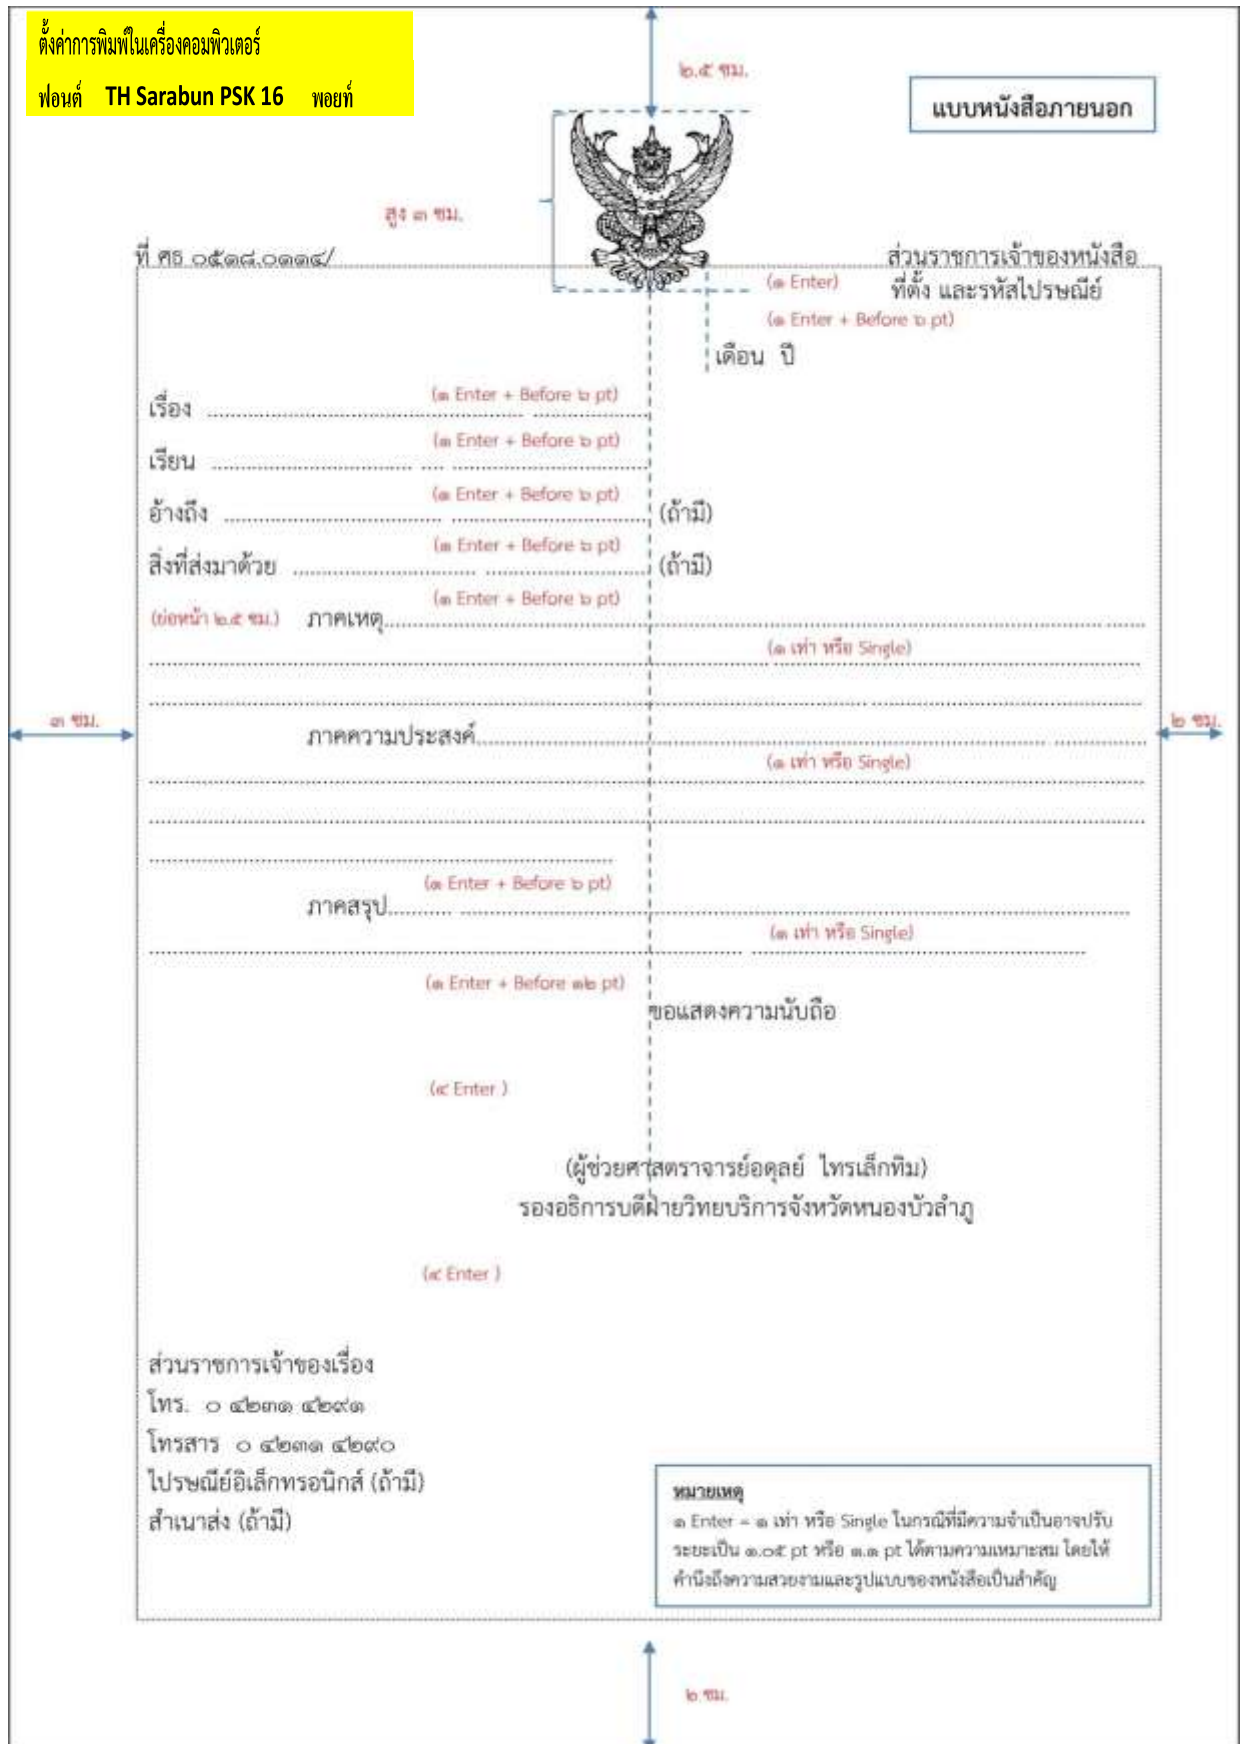 ตั้งค่าการพิมพ์ในเครื่องคอมพิวเตอร์
ฟอนต์ TH Sarabun PSK 16 พอยท์
๒.๕ ซม.
แบบหนังสือภายนอก
สูง ๓ ซม.
ที่ ศธ ๐๕๑๘.๐๑๑๔/
ส่วนราชการเจ้าของหนังสือ
(๑ Enter)
ที่ตั้ง และรหัสไปรษณีย์
(๑ Enter + Before ๖ pt)
เดือน ปี
(๑ Enter + Before ๖ pt)
เรื่อง ........................................................................
(๑ Enter + Before ๖ pt)
เรียน ........................................................................
(๑ Enter + Before ๖ pt)
อ้างถึง ........................................................................ (ถ้ามี)
(๑ Enter + Before ๖ pt)
สิ่งที่ส่งมาด้วย ............................................................ (ถ้ามี)
(๑ Enter + Before ๖ pt)
(ย่อหน้า ๒.๕ ซม.) ภาคเหตุ........................................................................
(๑ เท่า หรือ Single)
๓ ซม.
๒ ซม.
ภาคความประสงค์........................................................................
(๑ เท่า หรือ Single)
(๑ Enter + Before ๖ pt)
ภาคสรุป........................................................................
(๑ เท่า หรือ Single)
(๑ Enter + Before ๑๒ pt)
ขอแสดงความนับถือ
(๔ Enter )
(ผู้ช่วยศาสตราจารย์อดุลย์ ไทรเล็กทิม)
รองอธิการบดีฝ่ายวิทยบริการจังหวัดหนองบัวลำภู
(๔ Enter )
ส่วนราชการเจ้าของเรื่อง
โทร. ๐ ๔๒๓๑ ๔๒๙๑
โทรสาร ๐ ๔๒๓๑ ๔๒๙๐
ไปรษณีย์อิเล็กทรอนิกส์ (ถ้ามี)
สำเนาส่ง (ถ้ามี)
หมายเหตุ
๑ Enter = ๑ เท่า หรือ Single ในกรณีที่มีความจำเป็นอาจปรับ
ระยะเป็น ๑.๐๕ pt หรือ ๑.๑ pt ได้ตามความเหมาะสม โดยให้
คำนึงถึงความสวยงามและรูปแบบของหนังสือเป็นสำคัญ
๒ ซม.